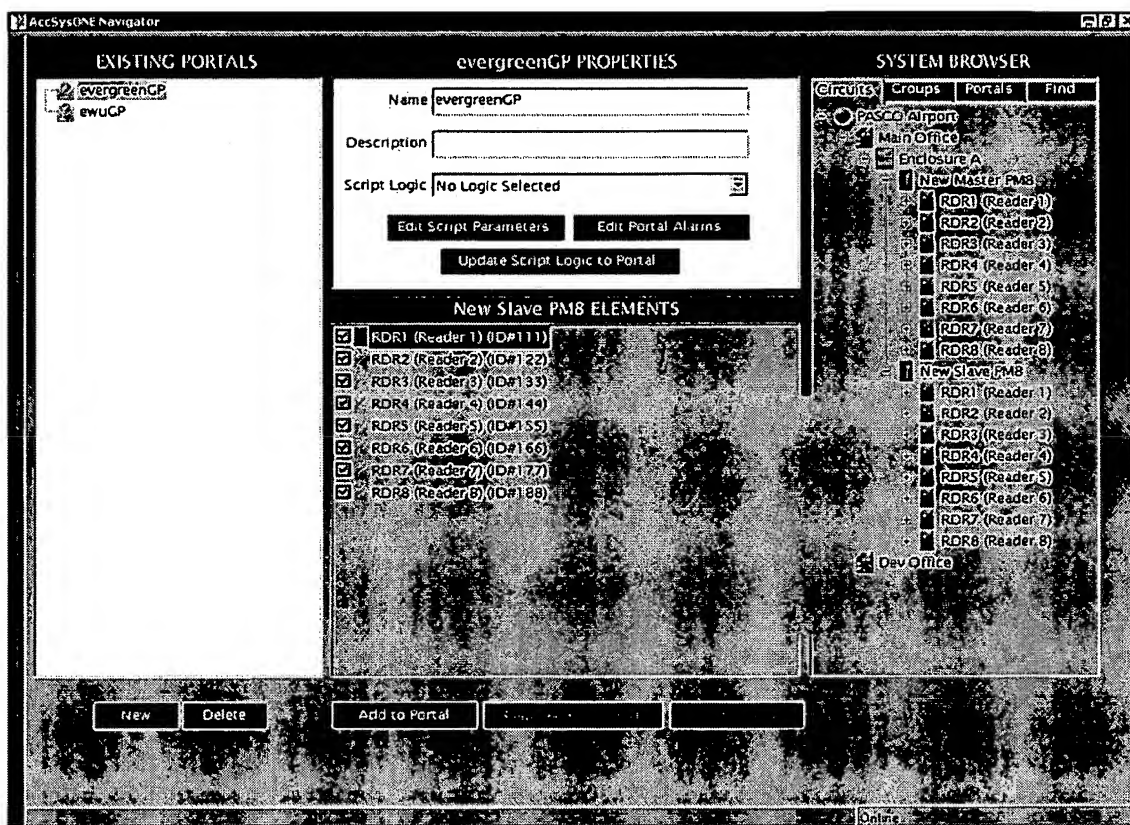 AccSysONE Navigator
EXISTING PORTALS
evergreenGP
ewuGP
New
Delete
evergreenGP PROPERTIES
Name evergreenGP
Description
Script Logic No Logic Selected
Edit Script Parameters
Edit Portal Alarms
Update Script Logic to Portal
New Slave PM8 ELEMENTS
RDR1 (Reader 1) (ID#111)
RDR2 (Reader 2) (ID#122)
RDR3 (Reader 3) (ID#133)
RDR4 (Reader 4) (ID#144)
RDR5 (Reader 5) (ID#155)
RDR6 (Reader 6) (ID#166)
RDR7 (Reader 7) (ID#177)
RDR8 (Reader 8) (ID#188)
Add to Portal
SYSTEM BROWSER
Circuits Groups Portals Find
PASCO Airport
Main Office
Enclosure A
New Master PM8
RDR1 (Reader 1)
RDR2 (Reader 2)
RDR3 (Reader 3)
RDR4 (Reader 4)
RDR5 (Reader 5)
RDR6 (Reader 6)
RDR7 (Reader 7)
RDR8 (Reader 8)
New Slave PM8
RDR1 (Reader 1)
RDR2 (Reader 2)
RDR3 (Reader 3)
RDR4 (Reader 4)
RDR5 (Reader 5)
RDR6 (Reader 6)
RDR7 (Reader 7)
RDR8 (Reader 8)
Dev Office
Online